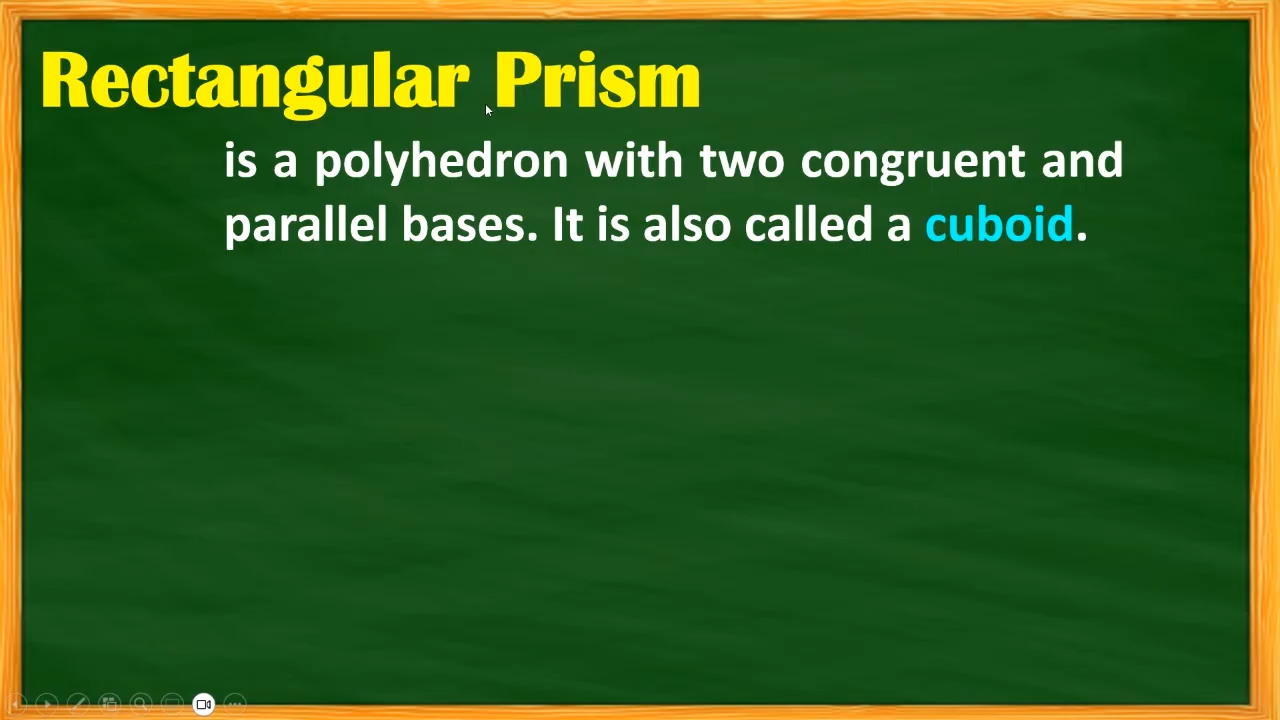 Rectangular Prism
is a polyhedron with two congruent and
parallel bases. It is also called a cuboid.